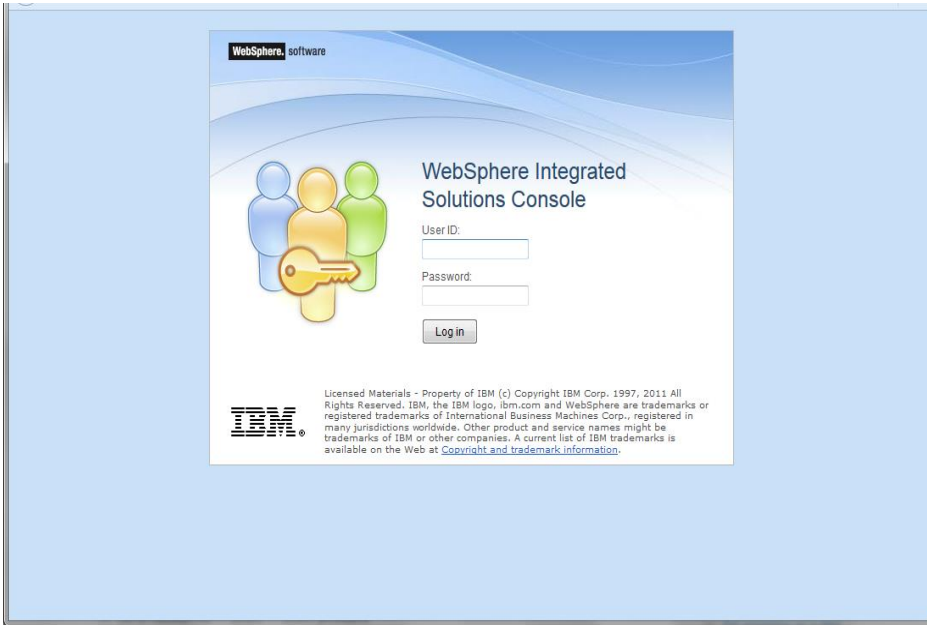 WebSphere. software
WebSphere Integrated
Solutions Console
User ID:
Password:
Log in
IBM®
Licensed Materials - Property of IBM (c) Copyright IBM Corp. 1997, 2011 All
Rights Reserved. IBM, the IBM logo, ibm.com and WebSphere are trademarks or
registered trademarks of International Business Machines Corp., registered in
many jurisdictions worldwide. Other product and service names might be
trademarks of IBM or other companies. A current list of IBM trademarks is
available on the Web at Copyright and trademark information.